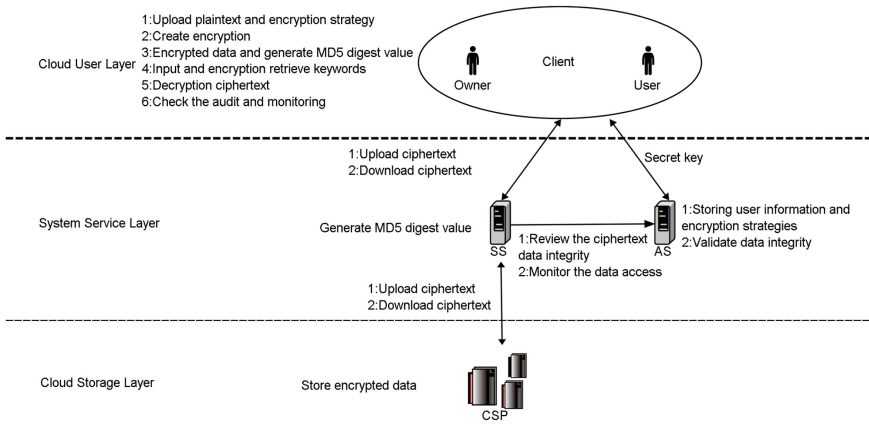 1:Upload plaintext and encryption strategy
2:Create encryption
3:Encrypted data and generate MD5 digest value
4:Input and encryption retrieve keywords
5:Decryption ciphertext
6:Check the audit and monitoring
Cloud User Layer
Client
Owner
User
1:Upload ciphertext
2:Download ciphertext
Secret key
System Service Layer
Generate MD5 digest value
SS
1:Review the ciphertext
data integrity
2:Monitor the data access
AS
1:Storing user information and
encryption strategies
2:Validate data integrity
1:Upload ciphertext
2:Download ciphertext
Cloud Storage Layer
Store encrypted data
CSP